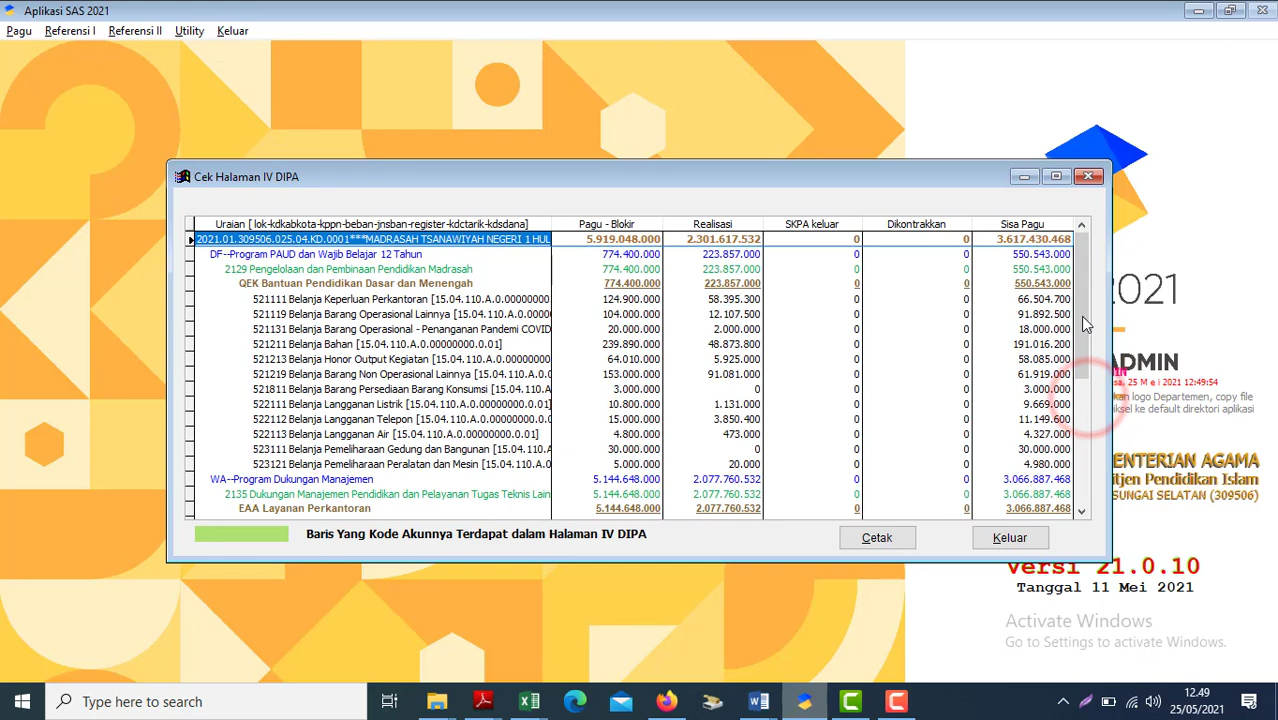 Aplikasi SAS 2021
Pagu Referensi I Referensi II Utility Keluar
Cek Halaman IV DIPA
Uraian [ lok-kdkabkota-kppn-beban-jnsban-register-kdctarik-kdsdana] Pagu - Blokir Realisasi SKPA keluar Dikontrakkan Sisa Pagu
2021.01.309506.025.04.KD.0001***MADRASAH TSANAWIYAH NEGERI 1 HUL 5.919.048.000 2.301.617.532 0 0 3.617.430.468
DF--Program PAUD dan Wajib Belajar 12 Tahun 774.400.000 223.857.000 0 0 550.543.000
2129 Pengelolaan dan Pembinaan Pendidikan Madrasah 774.400.000 223.857.000 0 0 550.543.000
QEK Bantuan Pendidikan Dasar dan Menengah 774.400.000 223.857.000 0 0 550.543.000
521111 Belanja Keperluan Perkantoran [15.04.110.A.0.00000000 124.900.000 58.395.300 0 0 66.504.700
521119 Belanja Barang Operasional Lainnya [15.04.110.A.0.000 104.000.000 12.107.500 0 0 91.892.500
521131 Belanja Barang Operasional - Penanganan Pandemi COVID 20.000.000 2.000.000 0 0 18.000.000
521211 Belanja Bahan [15.04.110.A.0.00000000.0.01] 239.890.000 48.873.800 0 0 191.016.200
521213 Belanja Honor Output Kegiatan [15.04.110.A.0.00000000 64.010.000 5.925.000 0 0 58.085.000
521219 Belanja Barang Non Operasional Lainnya [15.04.110.A.0 153.000.000 91.081.000 0 0 61.919.000
521811 Belanja Barang Persediaan Barang Konsumsi [15.04.110. 3.000.000 0 0 0 3.000.000
522111 Belanja Langganan Listrik [15.04.110.A.0.00000000.0.01] 10.800.000 1.131.000 0 0 9.669.000
522112 Belanja Langganan Telepon [15.04.110.A.0.00000000.0.0 15.000.000 3.850.400 0 0 11.149.600
522113 Belanja Langganan Air [15.04.110.A.0.00000000.0.01] 4.800.000 473.000 0 0 4.327.000
523111 Belanja Pemeliharaan Gedung dan Bangunan [15.04.110. 30.000.000 0 0 0 30.000.000
523121 Belanja Pemeliharaan Peralatan dan Mesin [15.04.110.A.0 5.000.000 20.000 0 0 4.980.000
WA--Program Dukungan Manajemen 5.144.648.000 2.077.760.532 0 0 3.066.887.468
2135 Dukungan Manajemen Pendidikan dan Pelayanan Tugas Teknis Lain 5.144.648.000 2.077.760.532 0 0 3.066.887.468
EAA Layanan Perkantoran 5.144.648.000 2.077.760.532 0 0 3.066.887.468
Baris Yang Kode Akunnya Terdapat dalam Halaman IV DIPA
Cetak Keluar
2021
ADMIN
sa, 25 M e i 2021 12:49:54
kan logo Departemen, copy file
iksel ke default direktori aplikasi
ENTERIAN AGAMA
itjen Pendidikan Islam
SUNGAI SELATAN (309506)
Versi 21.0.10
Tanggal 11 Mei 2021
Activate Windows
Go to Settings to activate Windows.
Type here to search
12.49
25/05/2021